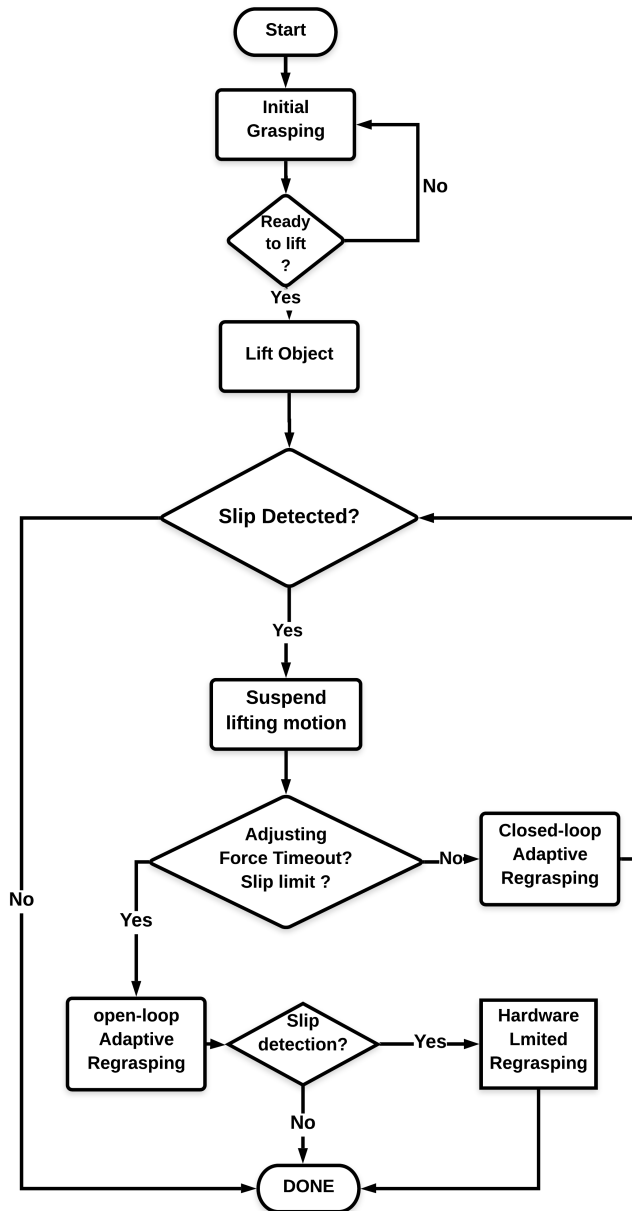 Start
Initial
Grasping
No
Ready
to lift
?
Yes
Lift Object
Slip Detected?
Yes
Suspend
lifting motion
Adjusting
Force Timeout?
Slip limit ?
No
Closed-loop
Adaptive
Regrasping
No
Yes
open-loop
Adaptive
Regrasping
Slip
detection?
Yes
Hardware
Lmited
Regrasping
No
DONE